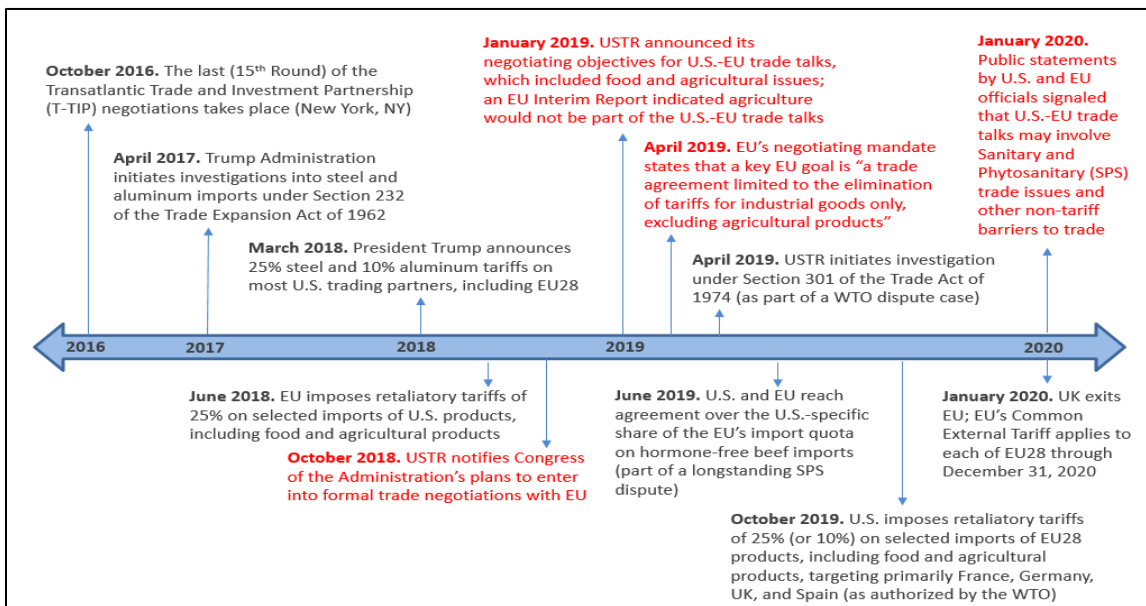 October 2016. The last (15th Round) of the
Transatlantic Trade and Investment Partnership
(T-TIP) negotiations takes place (New York, NY)
April 2017. Trump Administration
initiates investigations into steel and
aluminum imports under Section 232
of the Trade Expansion Act of 1962
March 2018. President Trump announces
25% steel and 10% aluminum tariffs on
most U.S. trading partners, including EU28
January 2019. USTR announced its
negotiating objectives for U.S.-EU trade talks,
which included food and agricultural issues;
an EU Interim Report indicated agriculture
would not be part of the U.S.-EU trade talks
April 2019. EU’s negotiating mandate
states that a key EU goal is “a trade
agreement limited to the elimination
of tariffs for industrial goods only,
excluding agricultural products”
April 2019. USTR initiates investigation
under Section 301 of the Trade Act of
1974 (as part of a WTO dispute case)
January 2020.
Public statements
by U.S. and EU
officials signaled
that U.S.-EU trade
talks may involve
Sanitary and
Phytosanitary (SPS)
trade issues and
other non-tariff
barriers to trade
2016 2017 2018 2019 2020
June 2018. EU imposes retaliatory tariffs of
25% on selected imports of U.S. products,
including food and agricultural products
October 2018. USTR notifies Congress
of the Administration’s plans to enter
into formal trade negotiations with EU
June 2019. U.S. and EU reach
agreement over the U.S.-specific
share of the EU’s import quota
on hormone-free beef imports
(part of a longstanding SPS
dispute)
October 2019. U.S. imposes retaliatory tariffs
of 25% (or 10%) on selected imports of EU28
products, including food and agricultural
products, targeting primarily France, Germany,
UK, and Spain (as authorized by the WTO)
January 2020. UK exits
EU; EU’s Common
External Tariff applies to
each of EU28 through
December 31, 2020